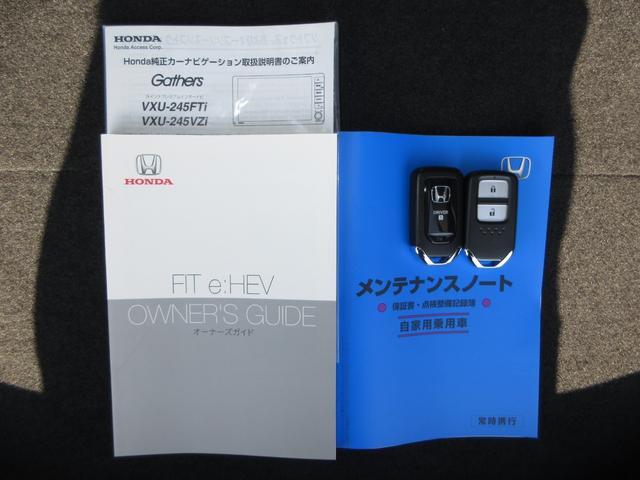 HONDA
Honda Access Corp.
Honda純正カーナビゲーション取扱説明書のご案内
Gathers
VXU-245FTi
VXU-245VZi
HONDA
FIT e:HEV
OWNER'S GUIDE
オーナーズガイド
DRIVER
メンテナンスノート
保証書・点検整備記録簿
自家用乗用車
常時携行